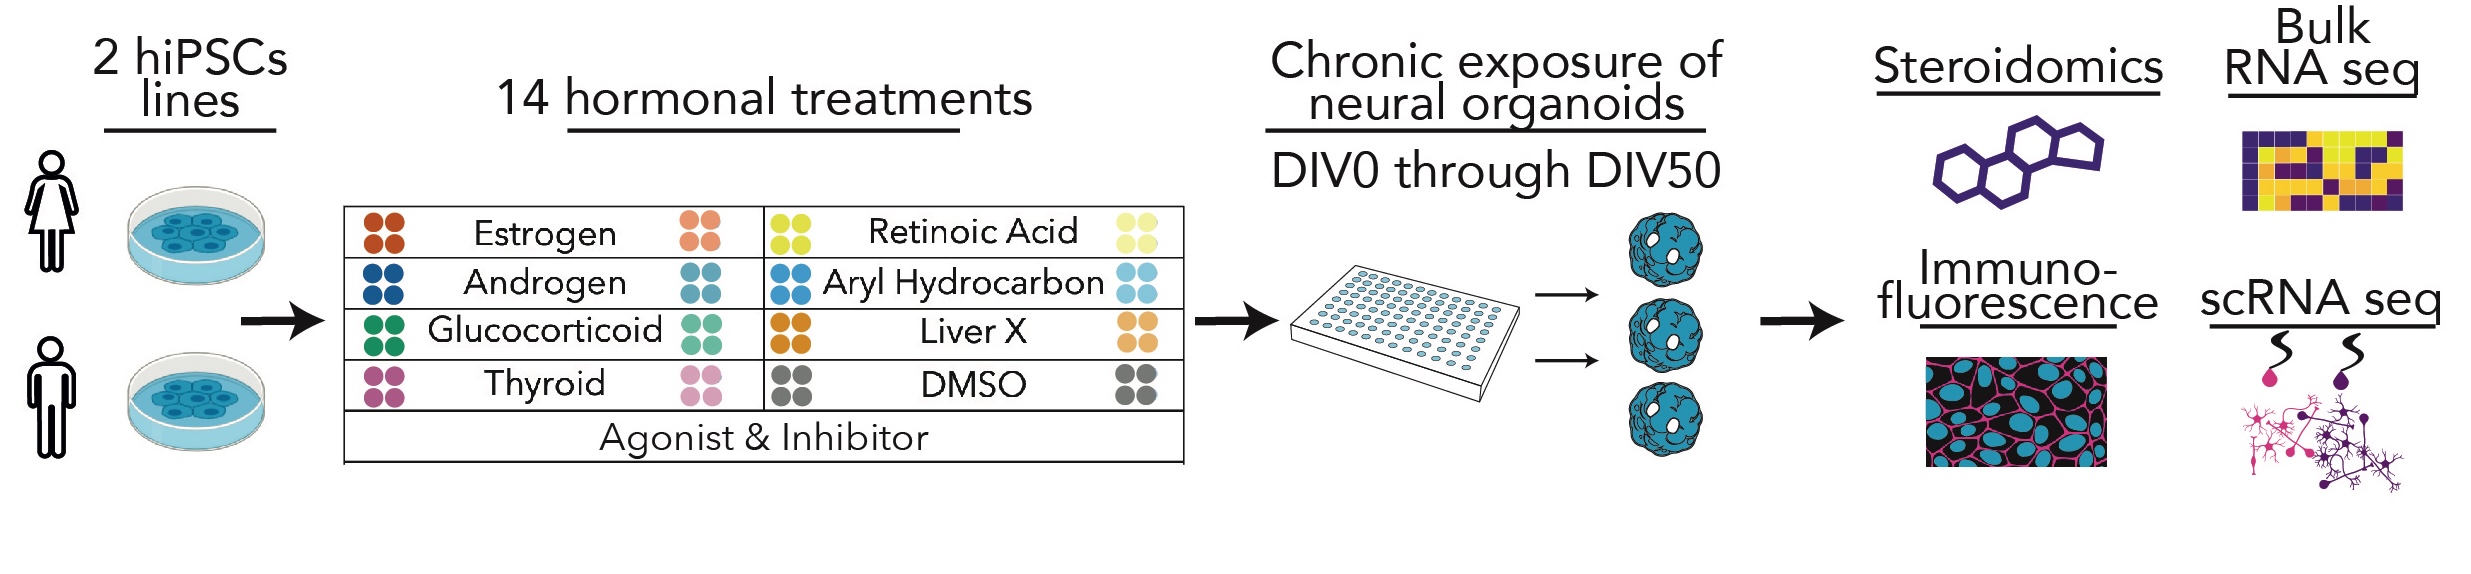 2 hiPSCs
lines
14 hormonal treatments
Estrogen
Retinoic Acid
Androgen
Aryl Hydrocarbon
Glucocorticoid
Liver X
Thyroid
DMSO
Agonist & Inhibitor
Chronic exposure of
neural organoids
DIV0 through DIV50
Steroidomics
Bulk
RNA seq
Immuno-
fluorescence
scRNA seq